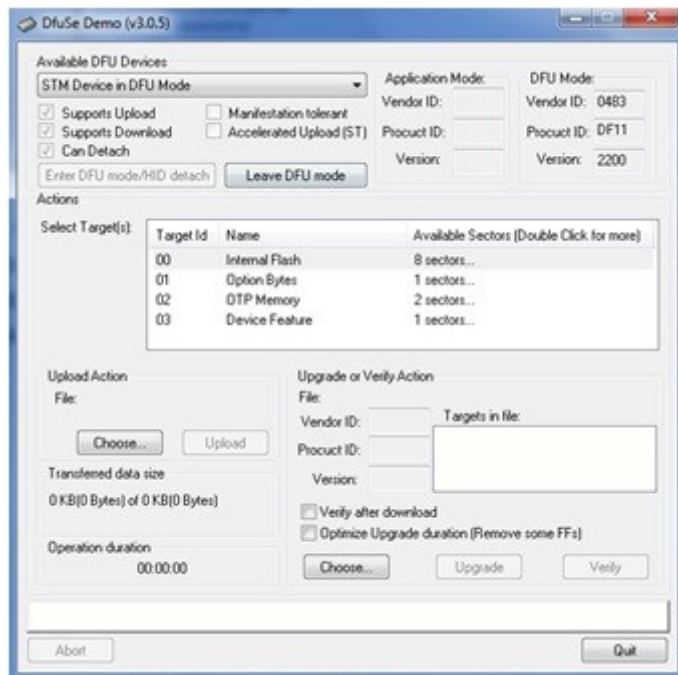 DfuSe Demo (v3.0.5)
Available DFU Devices
STM Device in DFU Mode
Supports Upload
Manifestation tolerant
Supports Download
Accelerated Upload (ST)
Can Detach
Enter DFU mode/HID detach
Leave DFU mode
Application Mode:
Vendor ID:
Procuct ID:
Version:
DFU Mode:
Vendor ID: 0483
Procuct ID: DF11
Version: 2200
Actions
Select Target(s):
Target Id Name Available Sectors (Double Click for more)
00 Internal Flash 8 sectors...
01 Option Bytes 1 sectors...
02 OTP Memory 2 sectors...
03 Device Feature 1 sectors...
Upload Action
File:
Choose... Upload
Transferred data size
0 KB(0 Bytes) of 0 KB(0 Bytes)
Operation duration
00:00:00
Upgrade or Verify Action
File:
Vendor ID:
Procuct ID:
Version:
Targets in file:
Verify after download
Optimize Upgrade duration (Remove some FFs)
Choose... Upgrade Verify
Abort Quit